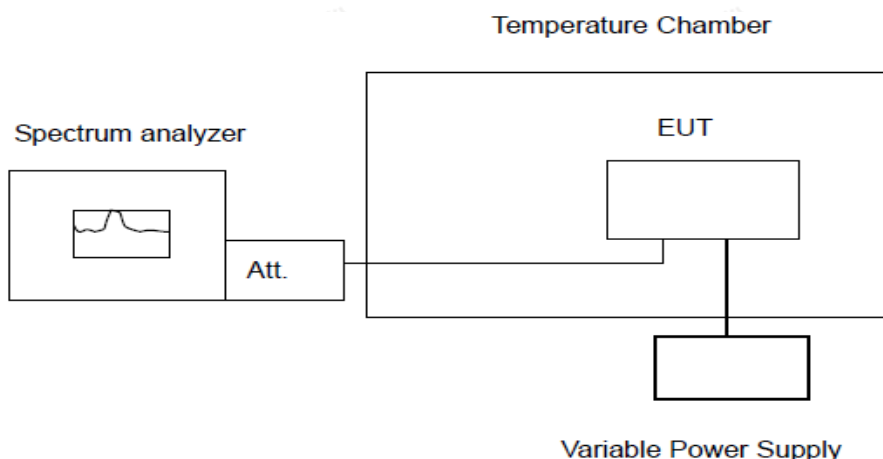 Temperature Chamber
Spectrum analyzer
EUT
Att.
Variable Power Supply